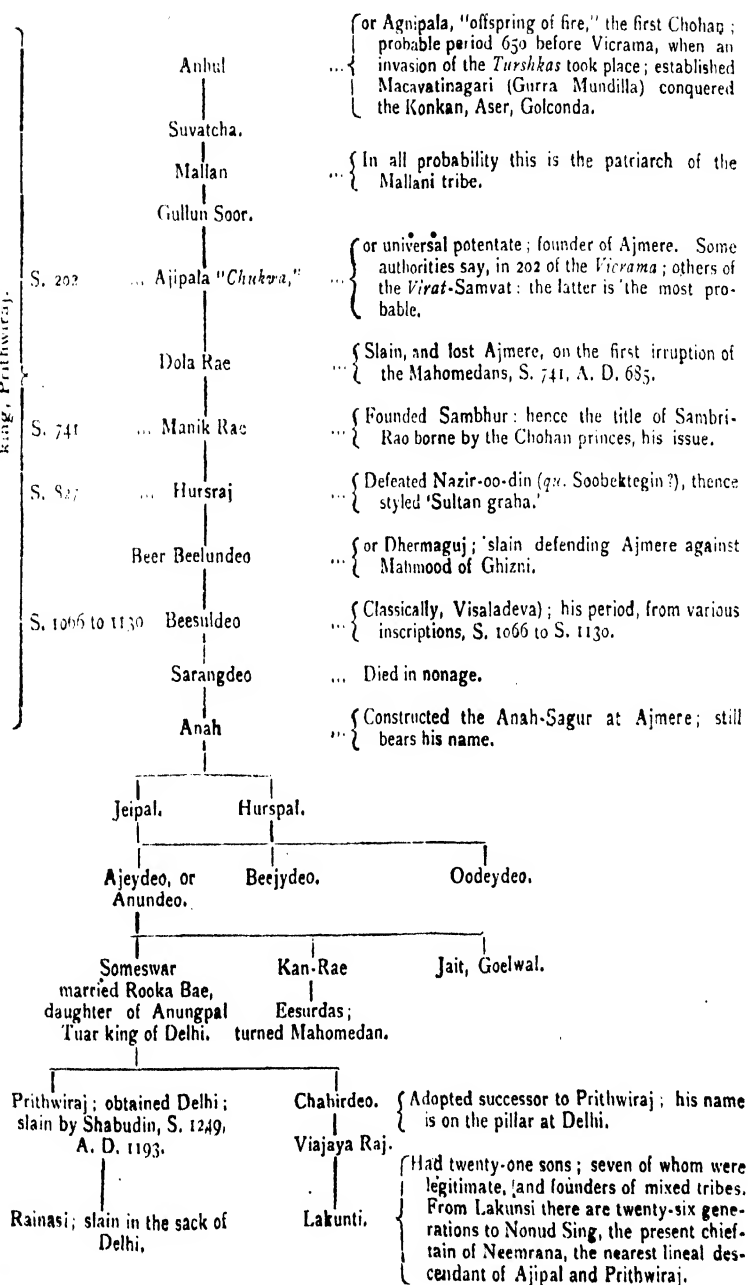 king, Prithwiraj.
Anhul ... or Agnipala, "offspring of fire," the first Chohan ;
probable period 650 before Vicrama, when an
invasion of the Turshkas took place ; established
Macavatinagari (Gurra Mundilla) conquered
the Konkan, Aser, Golconda.
Suvatcha.
Mallan ... In all probability this is the patriarch of the
Mallani tribe.
Gullun Soor.
S. 202 ... Ajipala "Chukwa," ... or universal potentate ; founder of Ajmere. Some
authorities say, in 202 of the Vicrama ; others of
the Virat-Samvat : the latter is the most pro-
bable.
Dola Rae ... Slain, and lost Ajmere, on the first irruption of
the Mahomedans, S. 741, A. D. 685.
S. 741 ... Manik Rae ... Founded Sambhur : hence the title of Sambri-
Rao borne by the Chohan princes, his issue.
S. 827 ... Hursraj ... Defeated Nazir-oo-din (qu. Soobektegin ?), thence
styled 'Sultan graha.'
Beer Beelundeo ... or Dhermaguj ; slain defending Ajmere against
Mahmood of Ghizni.
S. 1066 to 1130 Beesuldeo ... Classically, Visaladeva) ; his period, from various
inscriptions, S. 1066 to S. 1130.
Sarangdeo ... Died in nonage.
Anah ... Constructed the Anah-Sagur at Ajmere ; still
bears his name.
Jeipal. Hurspal.
Ajeydeo, or Beejydeo. Oodeydeo.
Anundeo.
Someswar Kan-Rae Jait, Goelwal.
married Rooka Bae,
daughter of Anungpal Eesurdas ;
Tuar king of Delhi. turned Mahomedan.
Prithwiraj ; obtained Delhi ; Chahirdeo. Adopted successor to Prithwiraj ; his name
slain by Shabudin, S. 1249, is on the pillar at Delhi.
A. D. 1193. Viajaya Raj.
Had twenty-one sons ; seven of whom were
legitimate, and founders of mixed tribes.
Rainasi ; slain in the sack of Lakunti. From Lakunsi there are twenty-six gene-
Delhi. rations to Nonud Sing, the present chief-
tain of Neemrana, the nearest lineal des-
cendant of Ajipal and Prithwiraj.